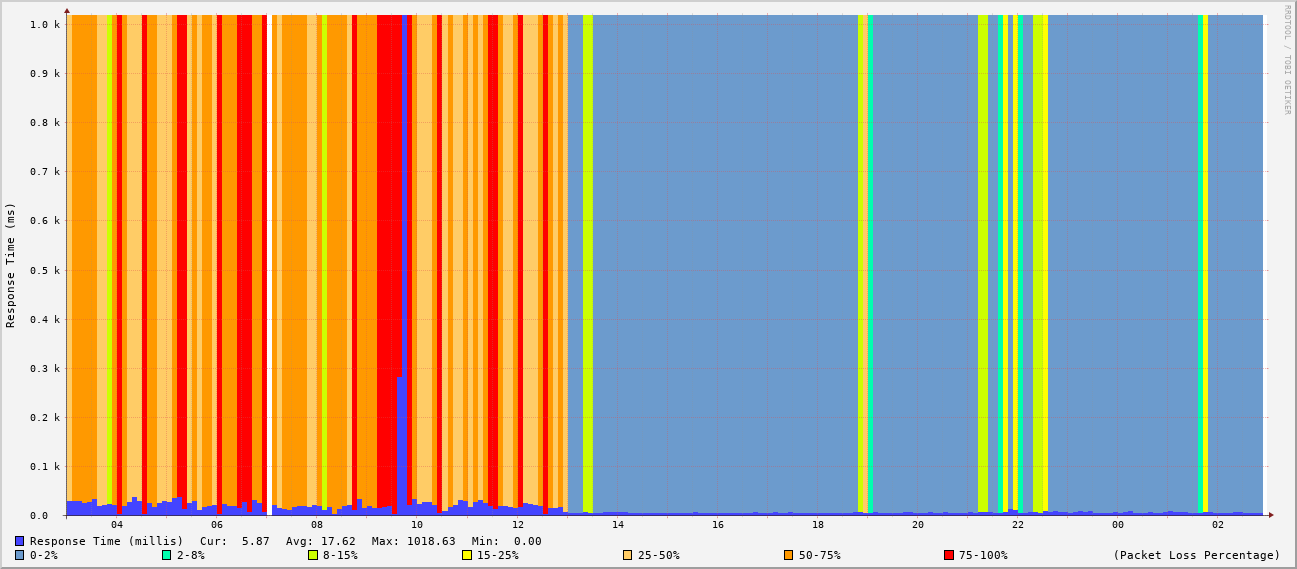 RRDTOOL / TOBI OETIKER
Response Time (ms)
1.0 k
0.9 k
0.8 k
0.7 k
0.6 k
0.5 k
0.4 k
0.3 k
0.2 k
0.1 k
0.0
04 06 08 10 12 14 16 18 20 22 00 02
Response Time (millis) Cur: 5.87 Avg: 17.62 Max: 1018.63 Min: 0.00
0-2% 2-8% 8-15% 15-25% 25-50% 50-75% 75-100% (Packet Loss Percentage)